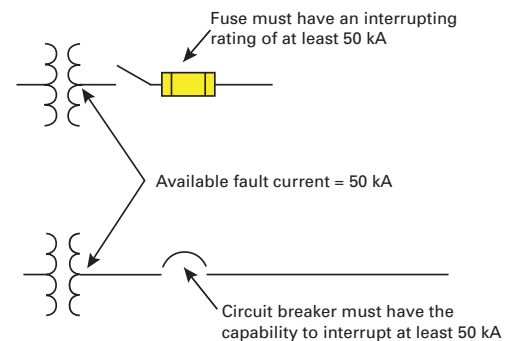 Fuse must have an interrupting
rating of at least 50 kA
Available fault current = 50 kA
Circuit breaker must have the
capability to interrupt at least 50 kA